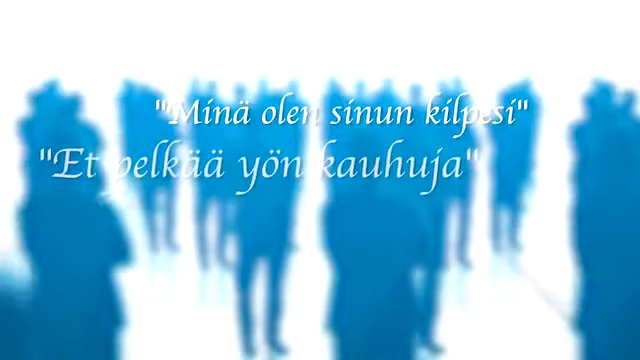 "Minä olen sinun kilpesi"
"Et pelkää yön kauhuja"